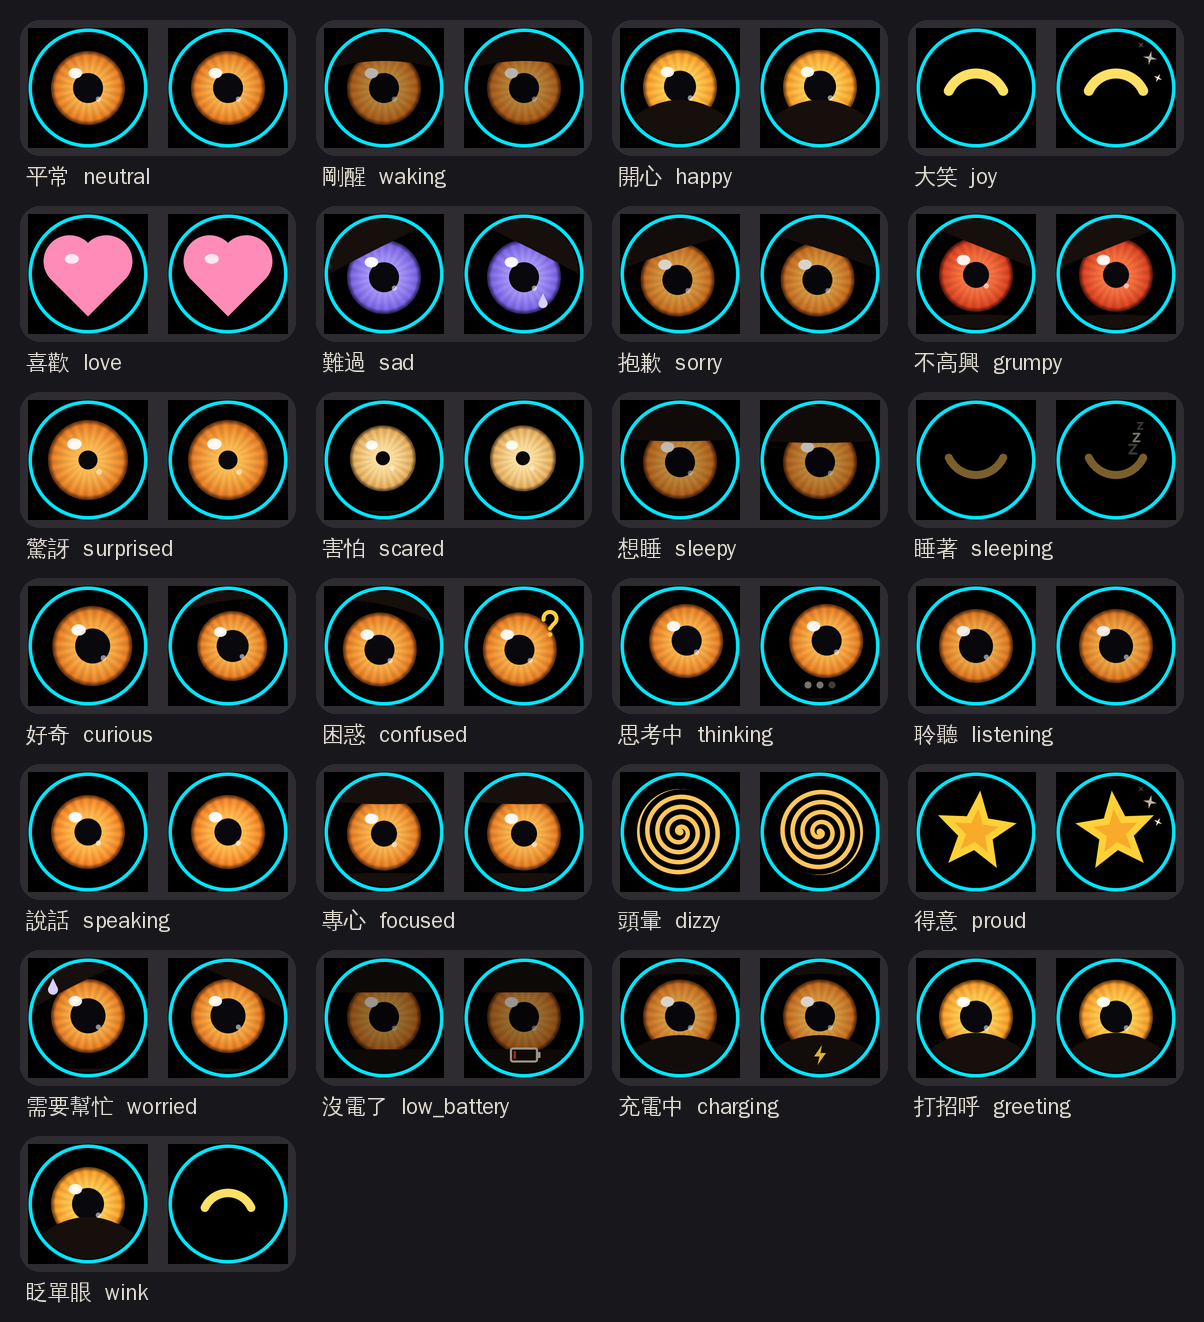 平常 neutral
剛醒 waking
開心 happy
大笑 joy
喜歡 love
難過 sad
抱歉 sorry
不高興 grumpy
驚訝 surprised
害怕 scared
想睡 sleepy
z
z
z
睡著 sleeping
好奇 curious
?
困惑 confused
思考中 thinking
聆聽 listening
說話 speaking
專心 focused
頭暈 dizzy
得意 proud
需要幫忙 worried
沒電了 low_battery
充電中 charging
打招呼 greeting
眨單眼 wink